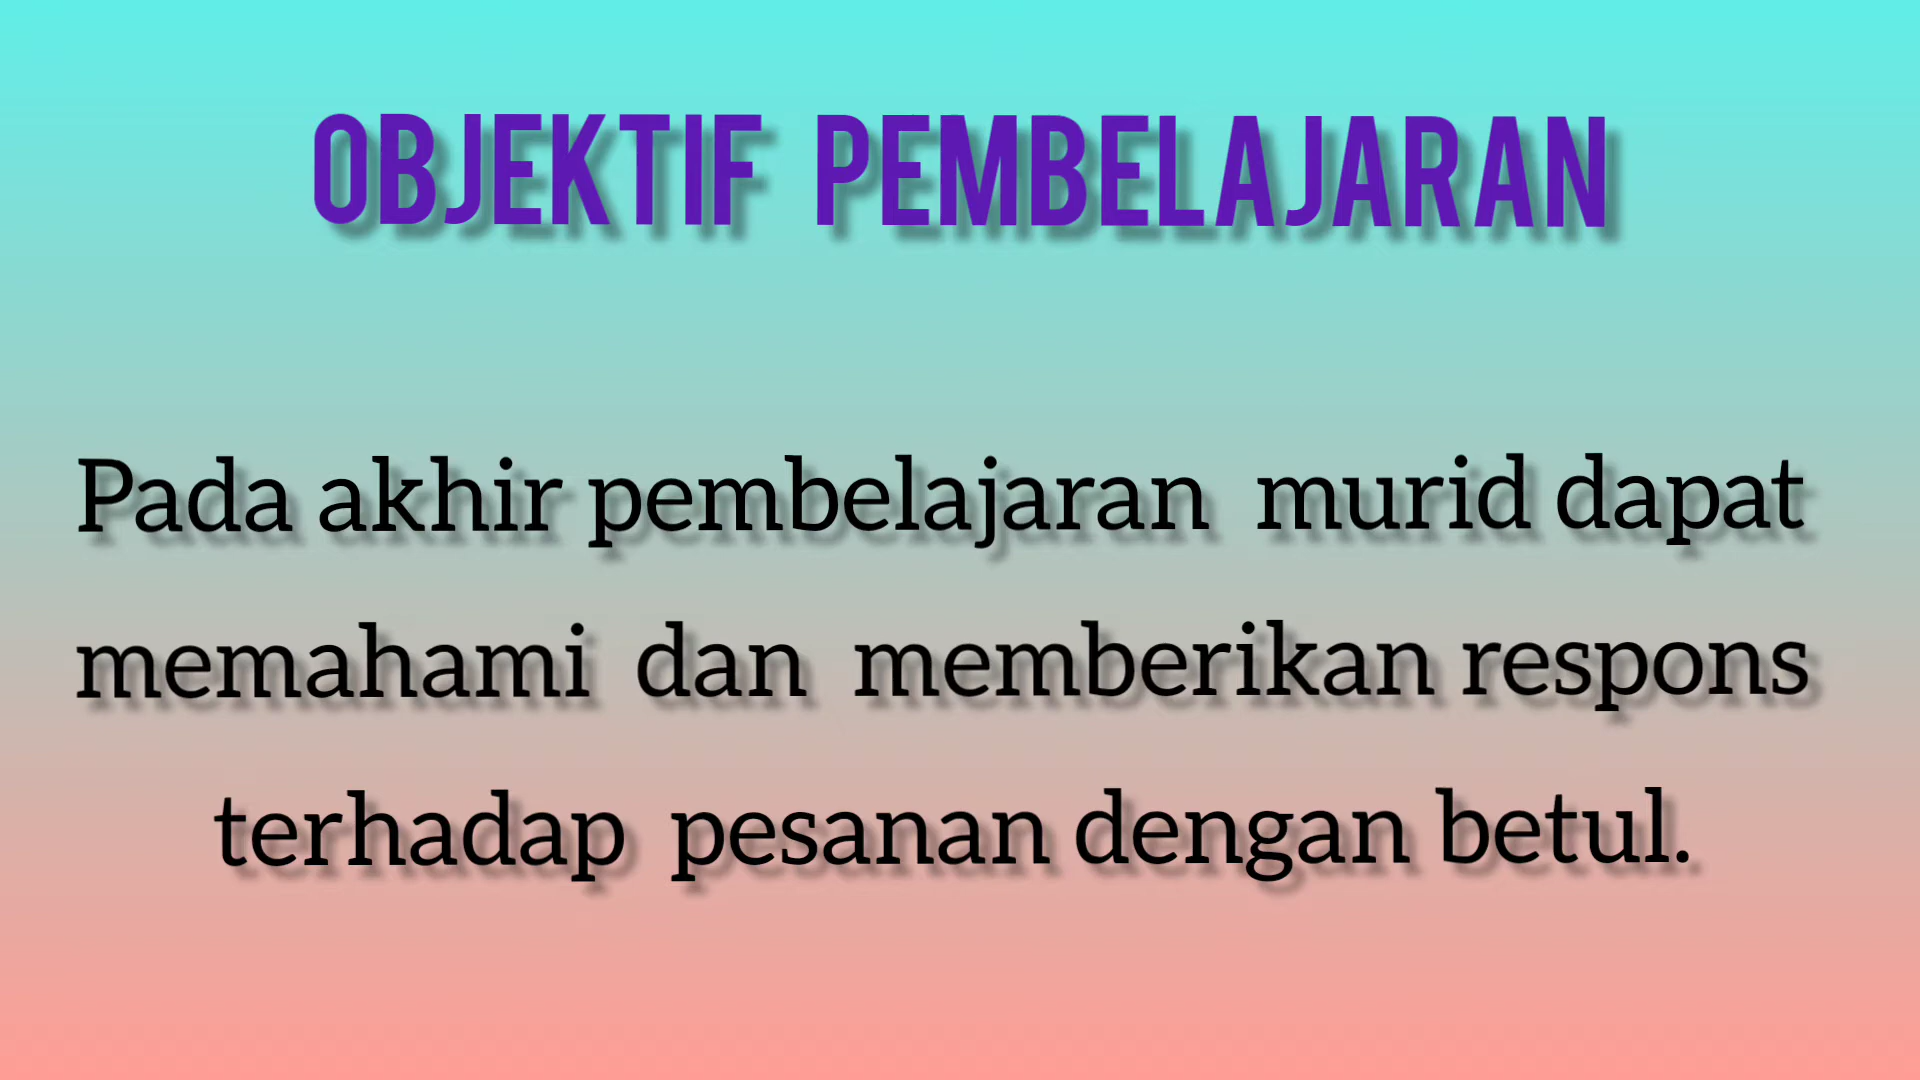 OBJEKTIF PEMBELAJARAN
Pada akhir pembelajaran murid dapat
memahami dan memberikan respons
terhadap pesanan dengan betul.